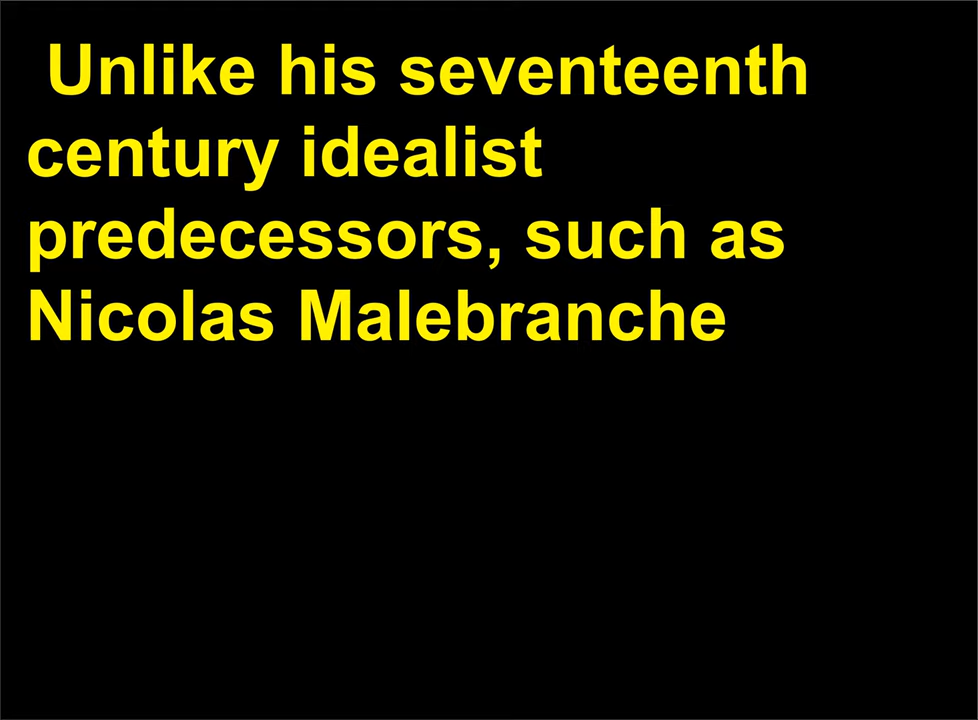 Unlike his seventeenth
century idealist
predecessors, such as
Nicolas Malebranche